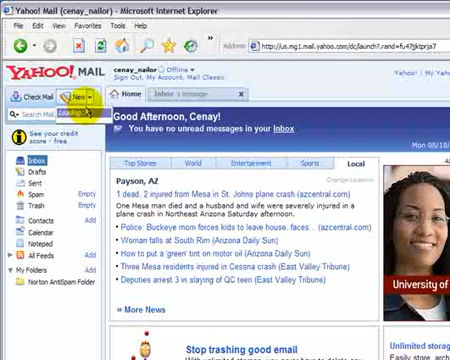 Yahoo! Mail (cenay_nailor) - Microsoft Internet Explorer
File Edit View Favorites Tools Help
Back
Address http://us.mg1.mail.yahoo.com/dc/launch?.rand=fu47jjktprja7
YAHOO! MAIL
cenay_nailor Offline
Sign Out, My Account, Mail Classic
Yahoo! | My
Check Mail New Home Inbox 1 message
Loading...
Search Mail
Good Afternoon, Cenay!
You have no unread messages in your Inbox
See your credit score - free
Mon 08/18
Inbox
Drafts
Sent
Spam Empty
Trash Empty
Contacts Add
Calendar
Notepad
All Feeds Add
My Folders Add
Norton AntiSpam Folder
Top Stories World Entertainment Sports Local
Payson, AZ Change Location
1 dead, 2 injured from Mesa in St. Johns plane crash (azcentral.com)
One Mesa man died and a husband and wife were severely injured in a
plane crash in Northeast Arizona Saturday afternoon.
• Police: Buckeye mom forces kids to leave house. faces... (azcentral.com)
• Woman falls at South Rim (Arizona Daily Sun)
• How to put a 'green' tint on motor oil (Arizona Daily Sun)
• Three Mesa residents injured in Cessna crash (East Valley Tribune)
• Deputies arrest 3 in slaying of QC teen (East Valley Tribune)
» More News
University of
Stop trashing good email
Unlimited storage
Easily store, arch